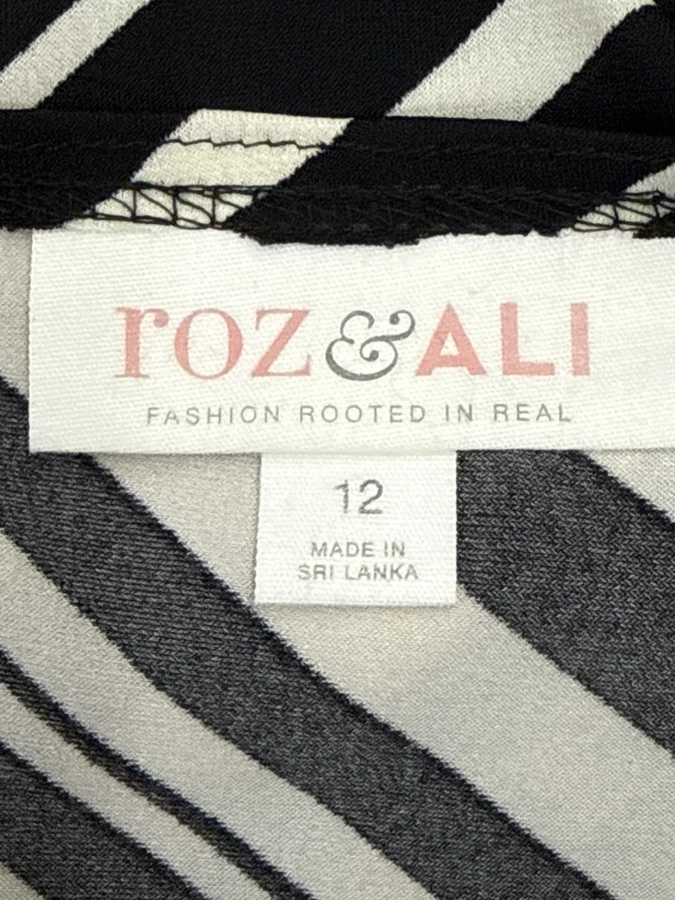 roz & ALI
FASHION ROOTED IN REAL
12
MADE IN
SRI LANKA